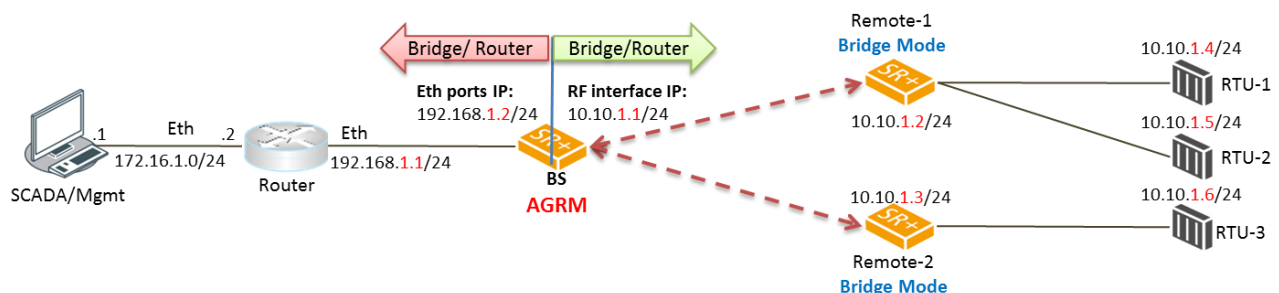 Remote-1
Bridge Mode
Bridge/ Router
Bridge/Router
10.10.1.4/24
RTU-1
Eth ports IP:
192.168.1.2/24
RF interface IP:
10.10.1.1/24
SR+
10.10.1.2/24
10.10.1.5/24
RTU-2
.1
Eth
.2
172.16.1.0/24
Eth
192.168.1.1/24
Router
SCADA/Mgmt
SR+
BS
AGRM
10.10.1.3/24
SR+
Remote-2
Bridge Mode
10.10.1.6/24
RTU-3